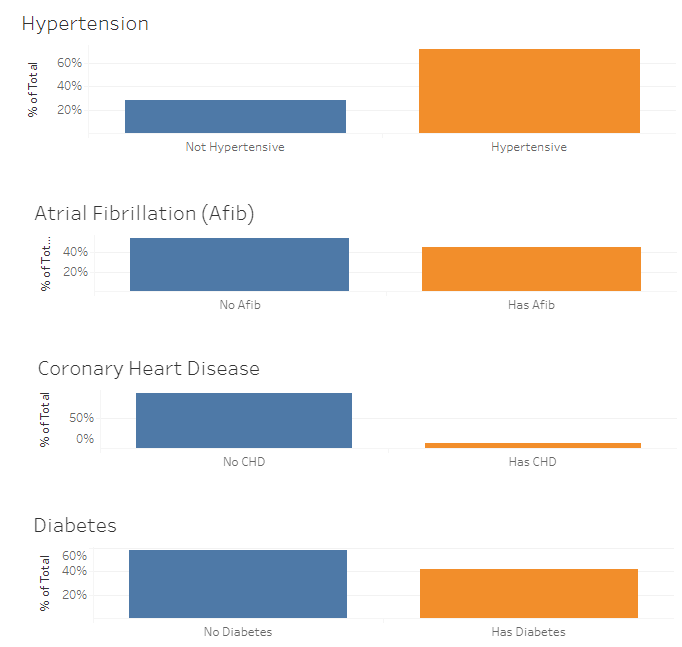 Hypertension
% of Total
60%
40%
20%
Not Hypertensive
Hypertensive
Atrial Fibrillation (Afib)
% of Tot...
40%
20%
No Afib
Has Afib
Coronary Heart Disease
% of Total
50%
0%
No CHD
Has CHD
Diabetes
% of Total
60%
40%
20%
No Diabetes
Has Diabetes